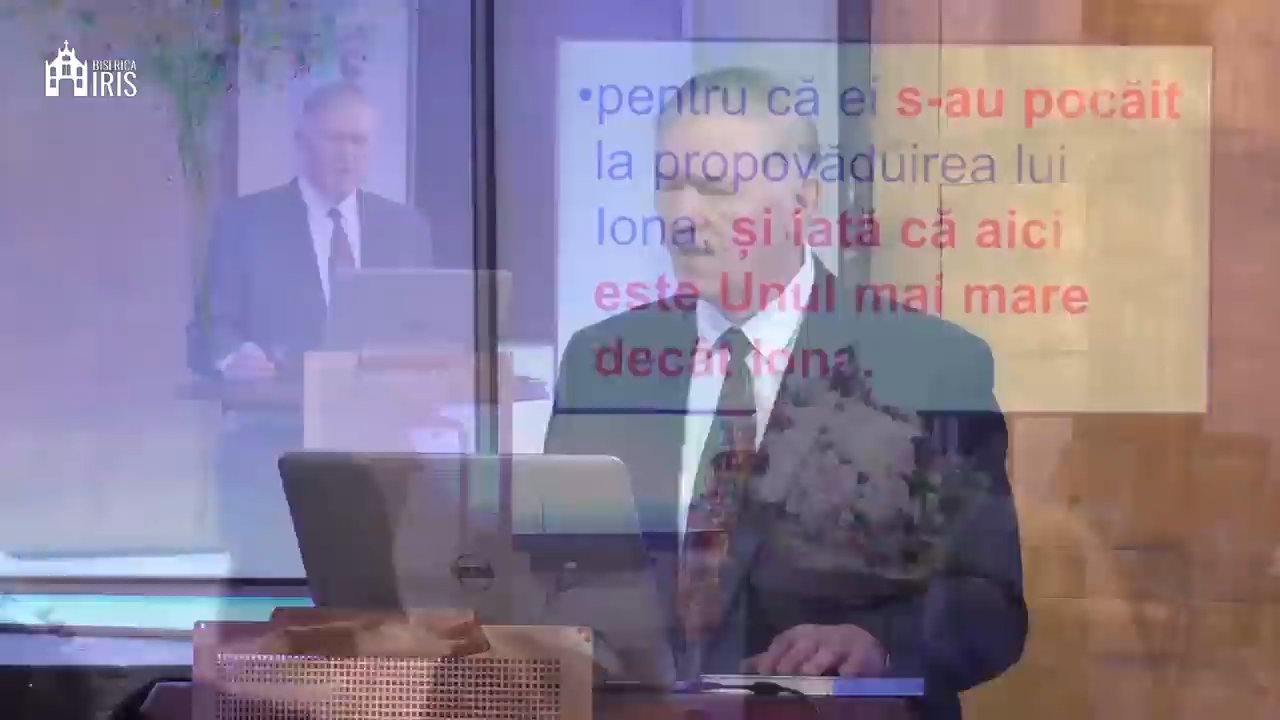 BISERICA
IRIS
•pentru că ei s-au pocăit
la propovăduirea lui
Iona, și iată că aici
este Unul mai mare
decât Iona.